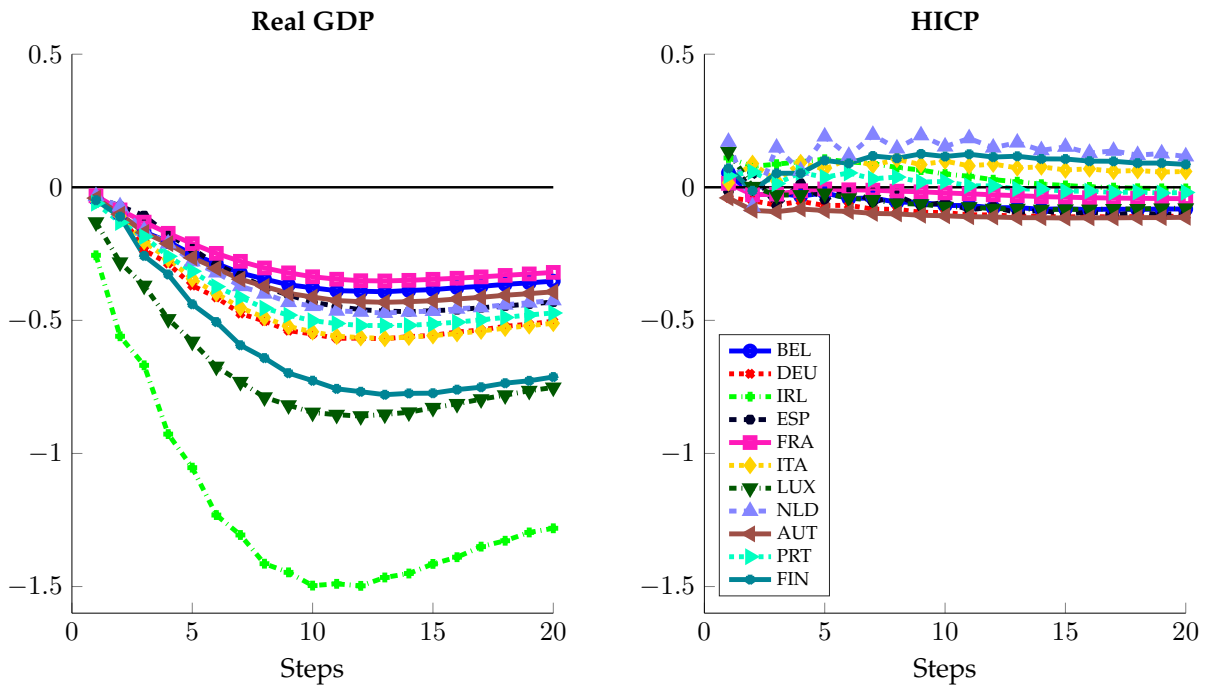 Real GDP
0.5
0
−0.5
−1
−1.5
0
5
10
15
20
Steps
HICP
0.5
0
−0.5
−1
−1.5
BEL
DEU
IRL
ESP
FRA
ITA
LUX
NLD
AUT
PRT
FIN
0
5
10
15
20
Steps